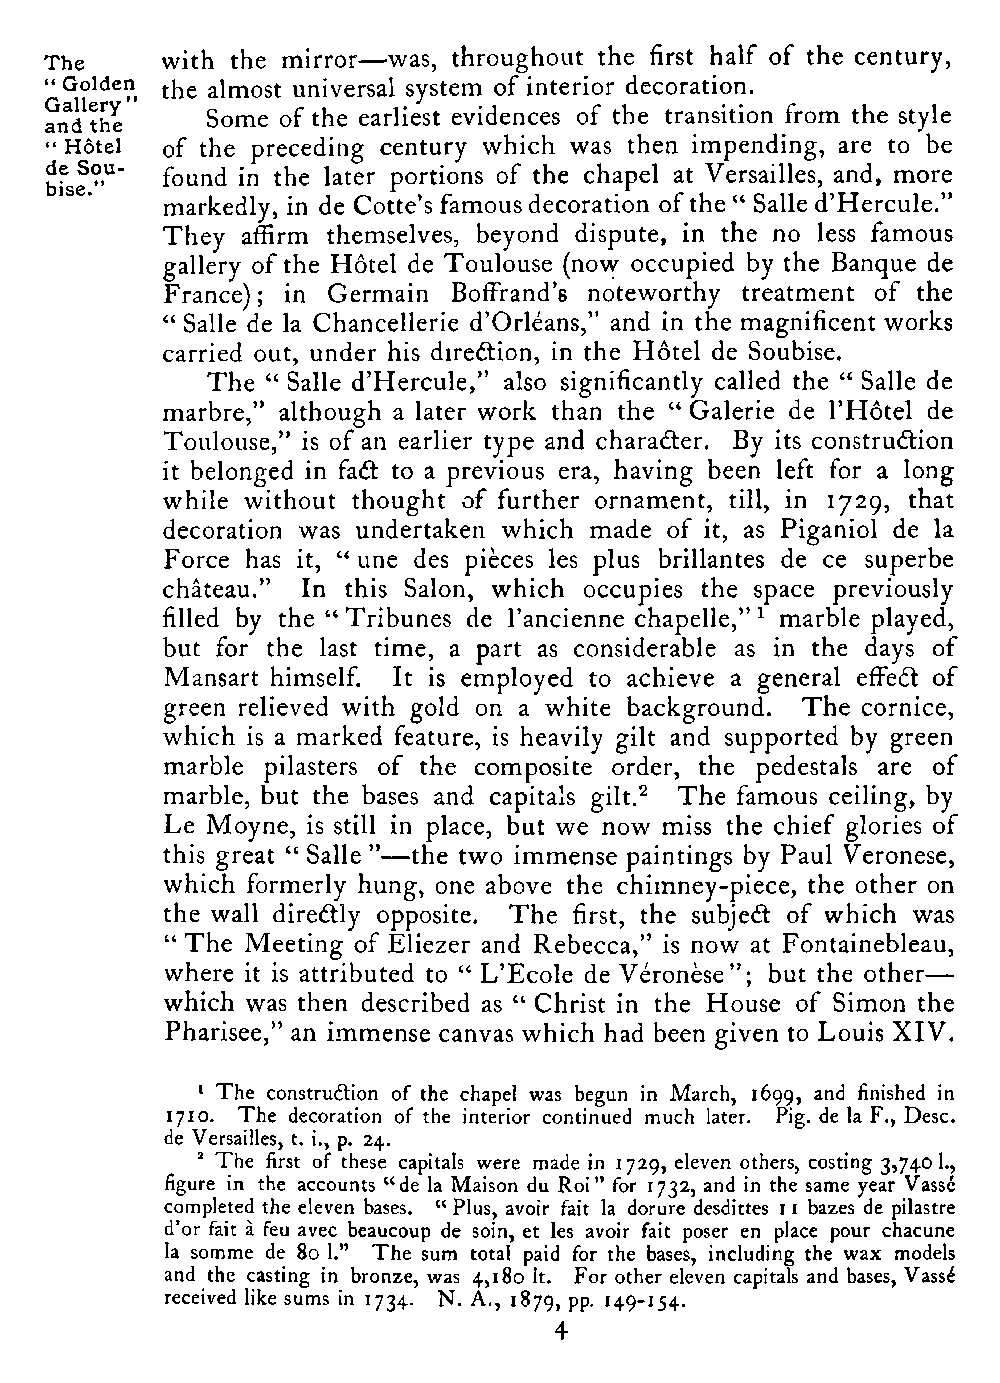 The
“ Golden
Gallery”
and the
“ Hôtel
de Sou-
bise.”
with the mirror—was, throughout the first half of the century,
the almost universal system of interior decoration.
Some of the earliest evidences of the transition from the style
of the preceding century which was then impending, are to be
found in the later portions of the chapel at Versailles, and, more
markedly, in de Cotte’s famous decoration of the “ Salle d’Hercule.”
They affirm themselves, beyond dispute, in the no less famous
gallery of the Hôtel de Toulouse (now occupied by the Banque de
France); in Germain Boffrand’s noteworthy treatment of the
“ Salle de la Chancellerie d’Orléans,” and in the magnificent works
carried out, under his direction, in the Hôtel de Soubise.
The “ Salle d’Hercule,” also significantly called the “ Salle de
marbre,” although a later work than the “ Galerie de l’Hôtel de
Toulouse,” is of an earlier type and character. By its construction
it belonged in fact to a previous era, having been left for a long
while without thought of further ornament, till, in 1729, that
decoration was undertaken which made of it, as Piganiol de la
Force has it, “ une des pièces les plus brillantes de ce superbe
château.” In this Salon, which occupies the space previously
filled by the “ Tribunes de l’ancienne chapelle,” ¹ marble played,
but for the last time, a part as considerable as in the days of
Mansart himself. It is employed to achieve a general effect of
green relieved with gold on a white background. The cornice,
which is a marked feature, is heavily gilt and supported by green
marble pilasters of the composite order, the pedestals are of
marble, but the bases and capitals gilt.² The famous ceiling, by
Le Moyne, is still in place, but we now miss the chief glories of
this great “ Salle ”—the two immense paintings by Paul Veronese,
which formerly hung, one above the chimney-piece, the other on
the wall directly opposite. The first, the subject of which was
“ The Meeting of Eliezer and Rebecca,” is now at Fontainebleau,
where it is attributed to “ L’Ecole de Véronèse”; but the other—
which was then described as “ Christ in the House of Simon the
Pharisee,” an immense canvas which had been given to Louis XIV.
¹ The construction of the chapel was begun in March, 1699, and finished in
1710. The decoration of the interior continued much later. Pig. de la F., Desc.
de Versailles, t. i., p. 24.
² The first of these capitals were made in 1729, eleven others, costing 3,740 l.,
figure in the accounts “de la Maison du Roi” for 1732, and in the same year Vassé
completed the eleven bases. “ Plus, avoir fait la dorure desdittes 11 bazes de pilastre
d’or fait à feu avec beaucoup de soin, et les avoir fait poser en place pour chacune
la somme de 80 l.” The sum total paid for the bases, including the wax models
and the casting in bronze, was 4,180 lt. For other eleven capitals and bases, Vassé
received like sums in 1734. N. A., 1879, pp. 149-154.
4